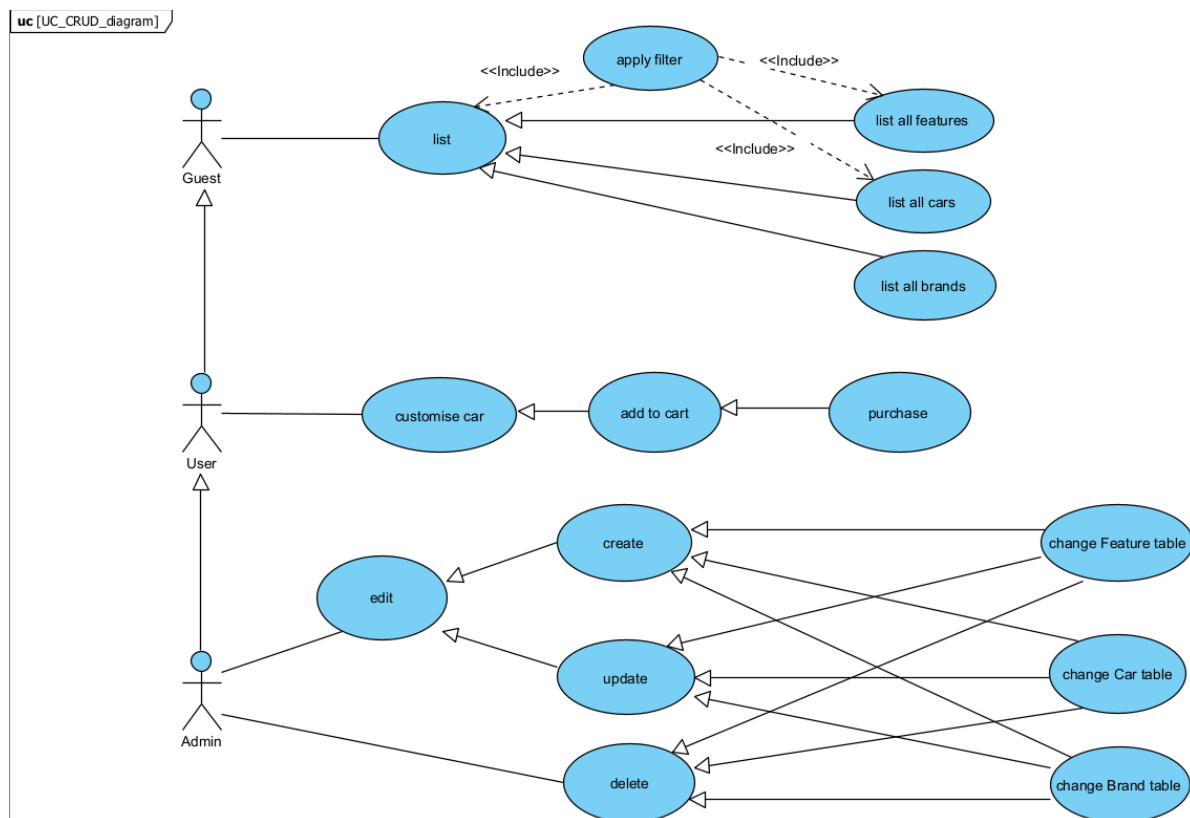 uc [UC_CRUD_diagram]
apply filter
<<Include>>
<<Include>>
list all features
list
<<Include>>
Guest
list all cars
list all brands
customise car
add to cart
purchase
User
create
change Feature table
edit
update
change Car table
Admin
delete
change Brand table